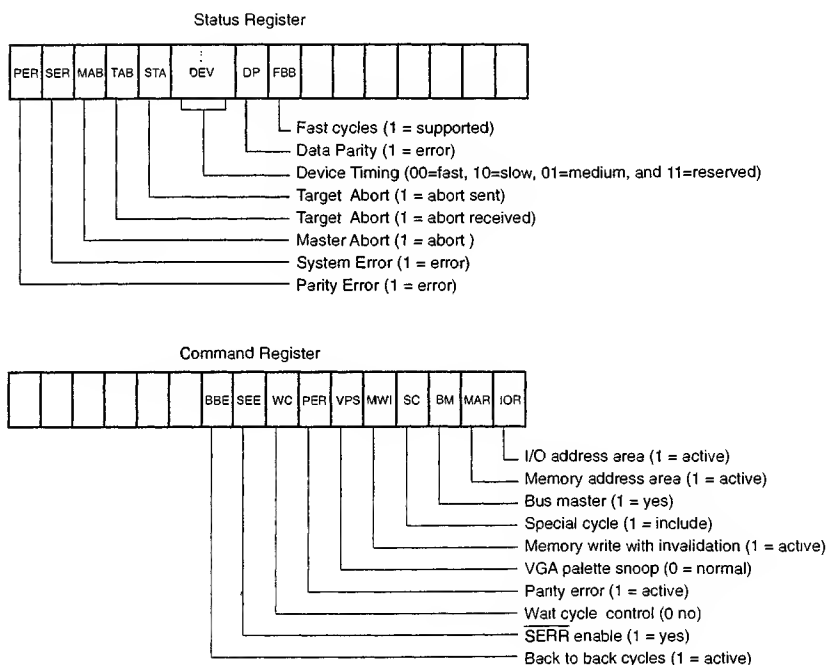 Status Register
PER SER MAB TAB STA DEV DP FBB
Fast cycles (1 = supported)
Data Parity (1 = error)
Device Timing (00=fast, 10=slow, 01=medium, and 11=reserved)
Target Abort (1 = abort sent)
Target Abort (1 = abort received)
Master Abort (1 = abort )
System Error (1 = error)
Parity Error (1 = error)
Command Register
BBE SEE WC PER VPS MWI SC BM MAR IOR
I/O address area (1 = active)
Memory address area (1 = active)
Bus master (1 = yes)
Special cycle (1 = include)
Memory write with invalidation (1 = active)
VGA palette snoop (0 = normal)
Parity error (1 = active)
Wait cycle control (0 no)
SERR enable (1 = yes)
Back to back cycles (1 = active)